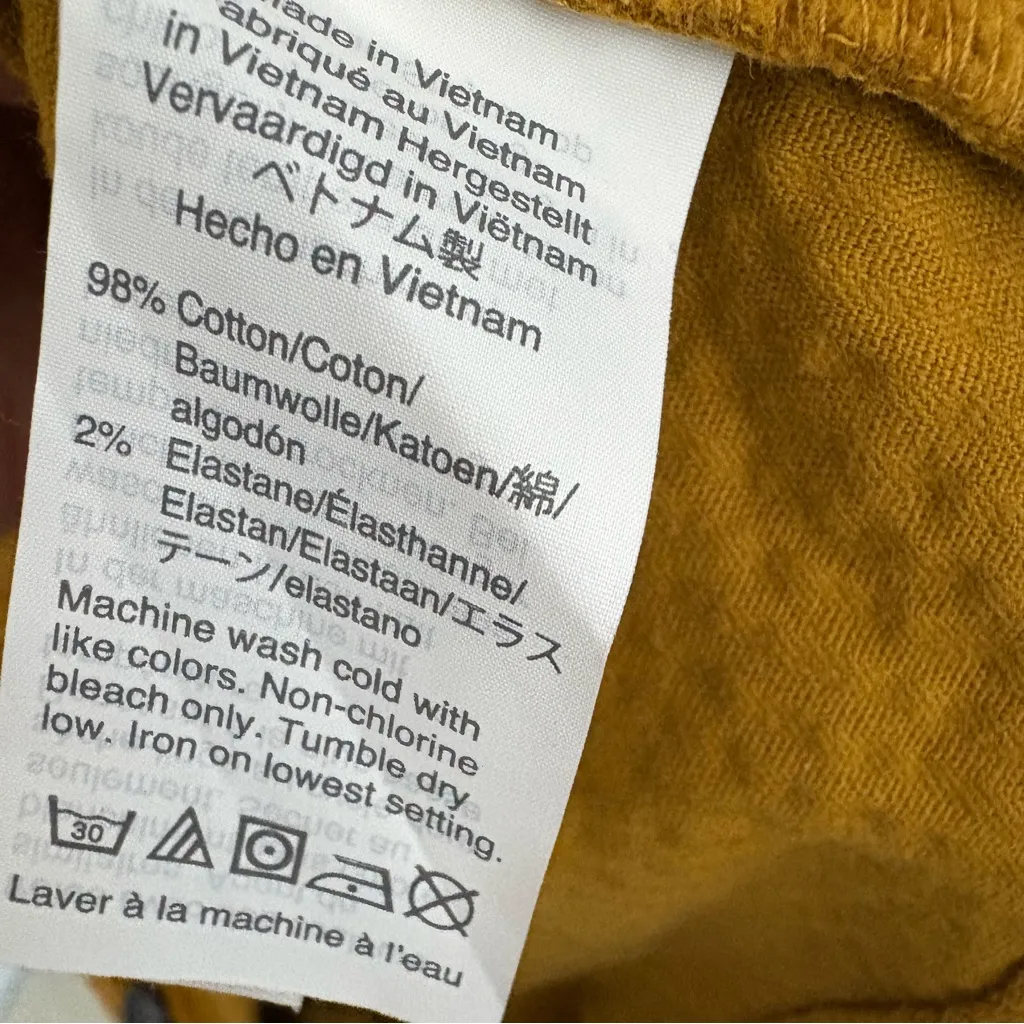 in Vietnam
abriqué au Vietnam
in Vietnam Hergestellt
Vervaardigd in Viëtnam
ベトナム製
Hecho en Vietnam
98% Cotton/Coton/
Baumwolle/Katoen/綿/
algodón
2% Elastane/Élasthanne/
Elastan/Elastaan/エラス
テーン/elastano
Machine wash cold with
like colors. Non-chlorine
bleach only. Tumble dry
low. Iron on lowest setting.
30
Laver à la machine à l'eau